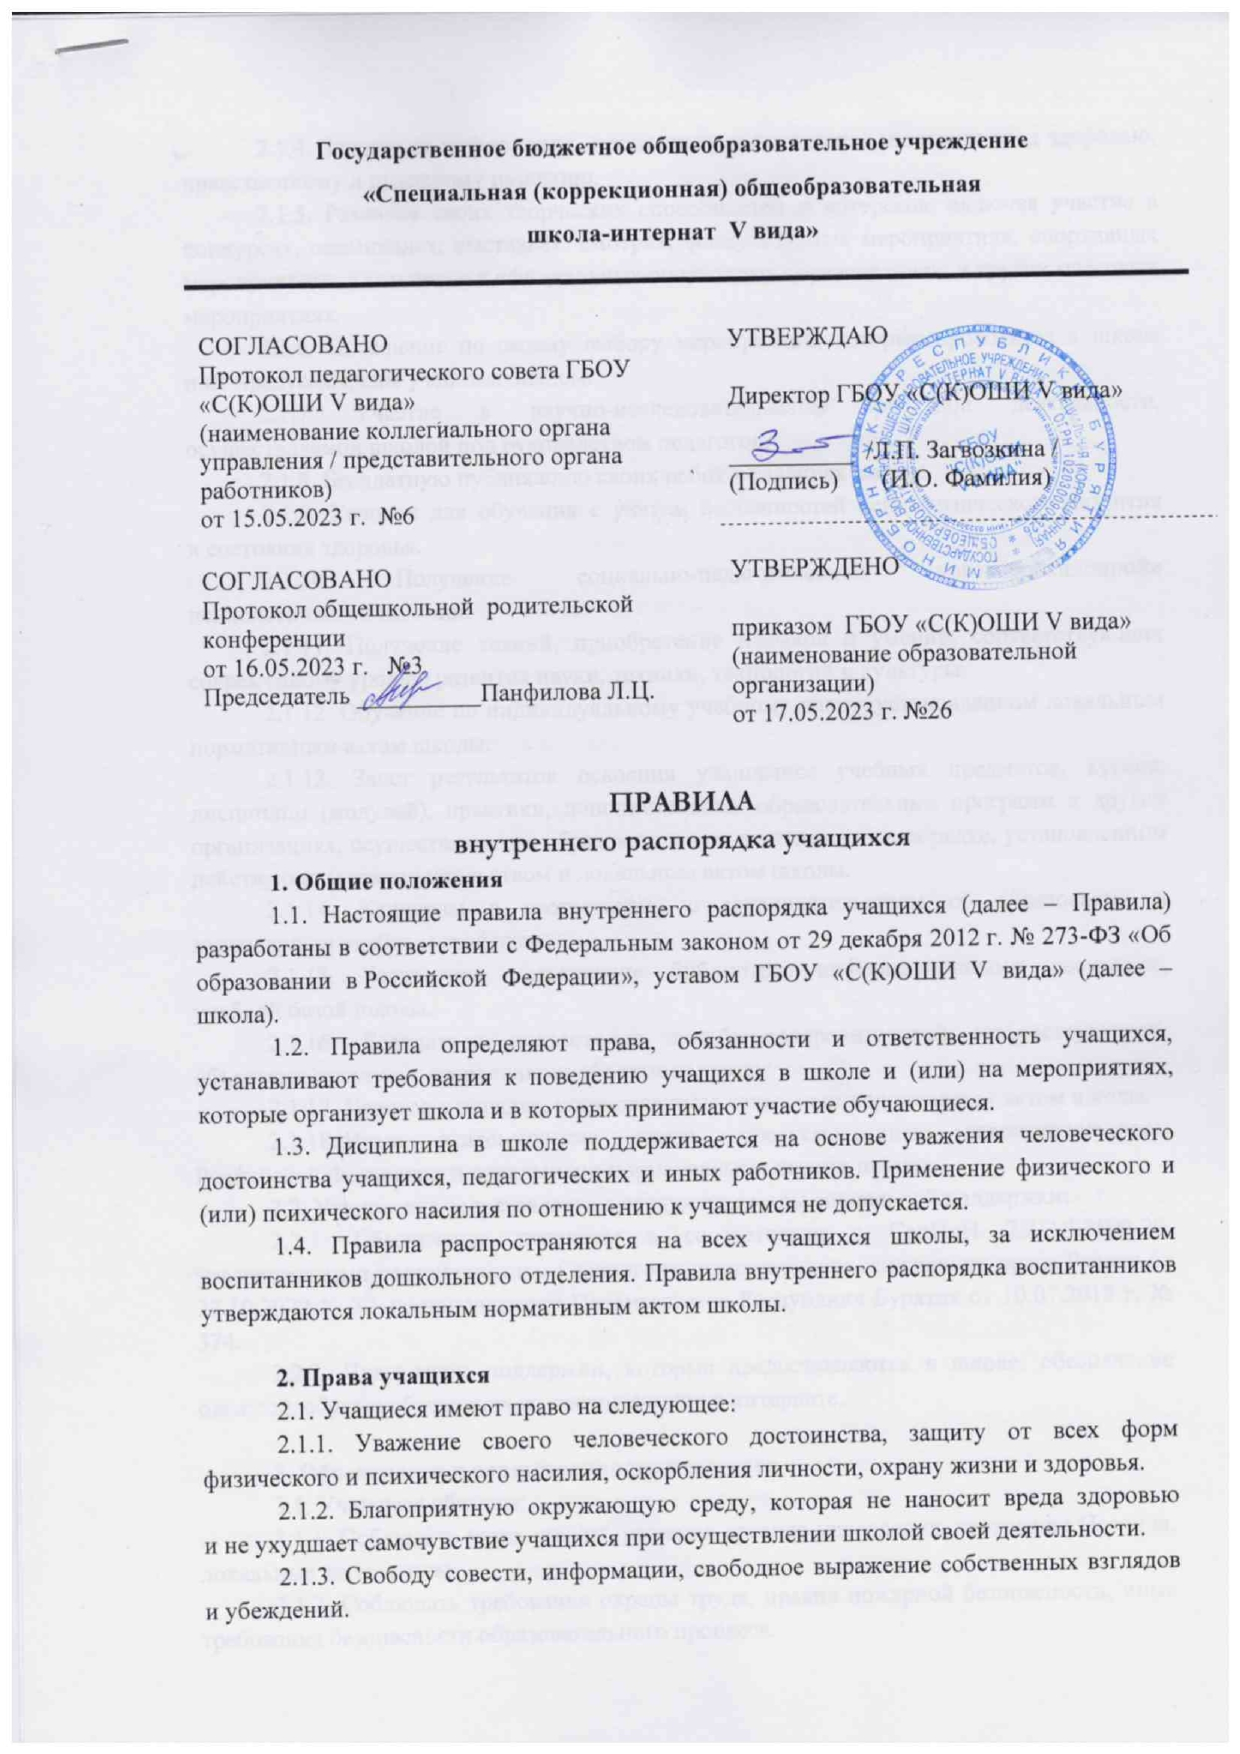 Государственное бюджетное общеобразовательное учреждение
«Специальная (коррекционная) общеобразовательная
школа-интернат V вида»
СОГЛАСОВАНО
Протокол педагогического совета ГБОУ
«С(К)ОШИ V вида»
(наименование коллегиального органа
управления / представительного органа
работников)
от 15.05.2023 г. №6
УТВЕРЖДАЮ
Директор ГБОУ «С(К)ОШИ V вида»
/Л.П. Загвозкина /
(Подпись) (И.О. Фамилия)
ГБОУ
"С(К)ОШИ
V ВИДА"
СОГЛАСОВАНО
Протокол общешкольной родительской
конференции
от 16.05.2023 г. №3
Председатель Панфилова Л.Ц.
УТВЕРЖДЕНО
приказом ГБОУ «С(К)ОШИ V вида»
(наименование образовательной
организации)
от 17.05.2023 г. №26
ПРАВИЛА
внутреннего распорядка учащихся
1. Общие положения
1.1. Настоящие правила внутреннего распорядка учащихся (далее – Правила)
разработаны в соответствии с Федеральным законом от 29 декабря 2012 г. № 273-ФЗ «Об
образовании в Российской Федерации», уставом ГБОУ «С(К)ОШИ V вида» (далее –
школа).
1.2. Правила определяют права, обязанности и ответственность учащихся,
устанавливают требования к поведению учащихся в школе и (или) на мероприятиях,
которые организует школа и в которых принимают участие обучающиеся.
1.3. Дисциплина в школе поддерживается на основе уважения человеческого
достоинства учащихся, педагогических и иных работников. Применение физического и
(или) психического насилия по отношению к учащимся не допускается.
1.4. Правила распространяются на всех учащихся школы, за исключением
воспитанников дошкольного отделения. Правила внутреннего распорядка воспитанников
утверждаются локальным нормативным актом школы.
2. Права учащихся
2.1. Учащиеся имеют право на следующее:
2.1.1. Уважение своего человеческого достоинства, защиту от всех форм
физического и психического насилия, оскорбления личности, охрану жизни и здоровья.
2.1.2. Благоприятную окружающую среду, которая не наносит вреда здоровью
и не ухудшает самочувствие учащихся при осуществлении школой своей деятельности.
2.1.3. Свободу совести, информации, свободное выражение собственных взглядов
и убеждений.